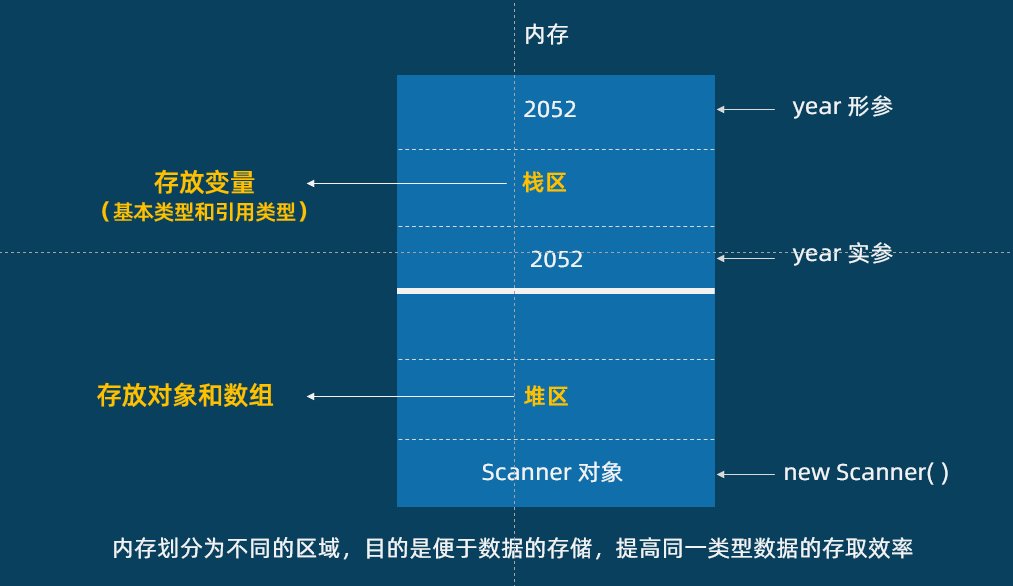 内存
2052
year 形参
存放变量
（基本类型和引用类型）
栈区
2052
year 实参
存放对象和数组
堆区
Scanner 对象
new Scanner( )
内存划分为不同的区域，目的是便于数据的存储，提高同一类型数据的存取效率